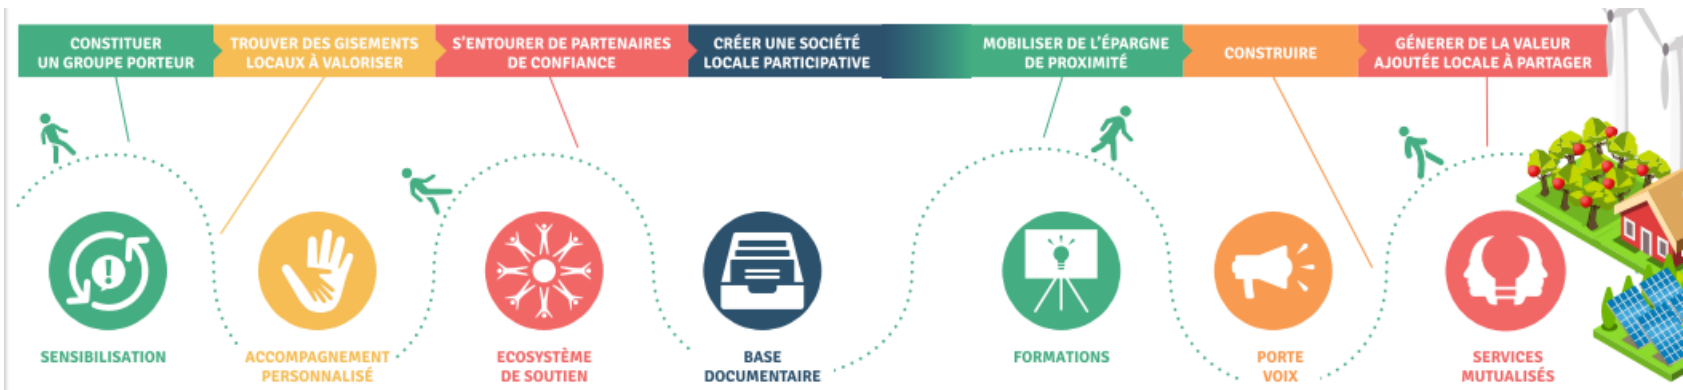 CONSTITUER
UN GROUPE PORTEUR
TROUVER DES GISEMENTS
LOCAUX À VALORISER
S'ENTOURER DE PARTENAIRES
DE CONFIANCE
CRÉER UNE SOCIÉTÉ
LOCALE PARTICIPATIVE
MOBILISER DE L'ÉPARGNE
DE PROXIMITÉ
CONSTRUIRE
GÉNERER DE LA VALEUR
AJOUTÉE LOCALE À PARTAGER
SENSIBILISATION
ACCOMPAGNEMENT
PERSONNALISÉ
ECOSYSTÈME
DE SOUTIEN
BASE
DOCUMENTAIRE
FORMATIONS
PORTE
VOIX
SERVICES
MUTUALISÉS